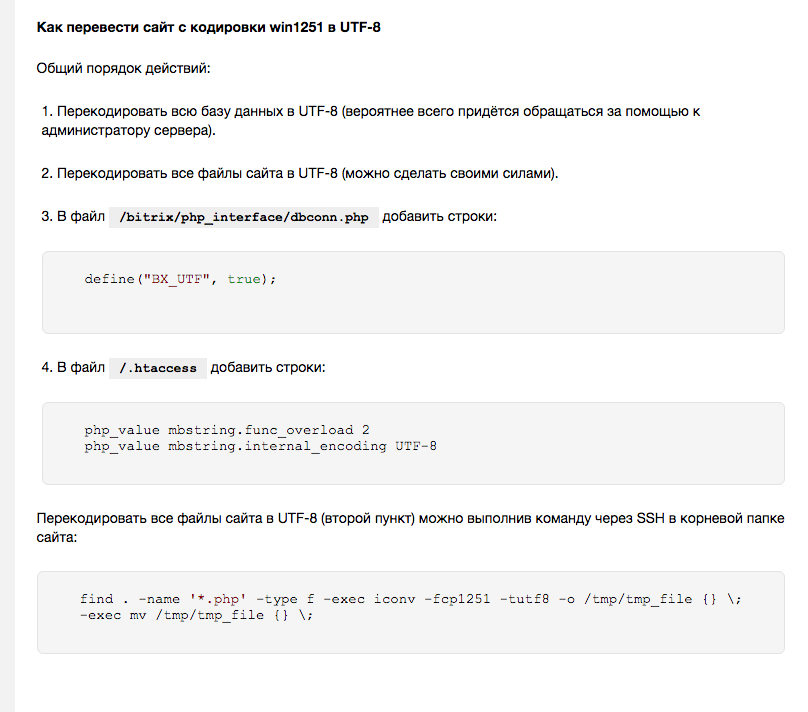 Как перевести сайт с кодировки win1251 в UTF-8
Общий порядок действий:
1. Перекодировать всю базу данных в UTF-8 (вероятнее всего придётся обращаться за помощью к
администратору сервера).
2. Перекодировать все файлы сайта в UTF-8 (можно сделать своими силами).
3. В файл /bitrix/php_interface/dbconn.php добавить строки:
define("BX_UTF", true);
4. В файл /.htaccess добавить строки:
php_value mbstring.func_overload 2
php_value mbstring.internal_encoding UTF-8
Перекодировать все файлы сайта в UTF-8 (второй пункт) можно выполнив команду через SSH в корневой папке
сайта:
find . -name '*.php' -type f -exec iconv -fcp1251 -tutf8 -o /tmp/tmp_file {} \;
-exec mv /tmp/tmp_file {} \;